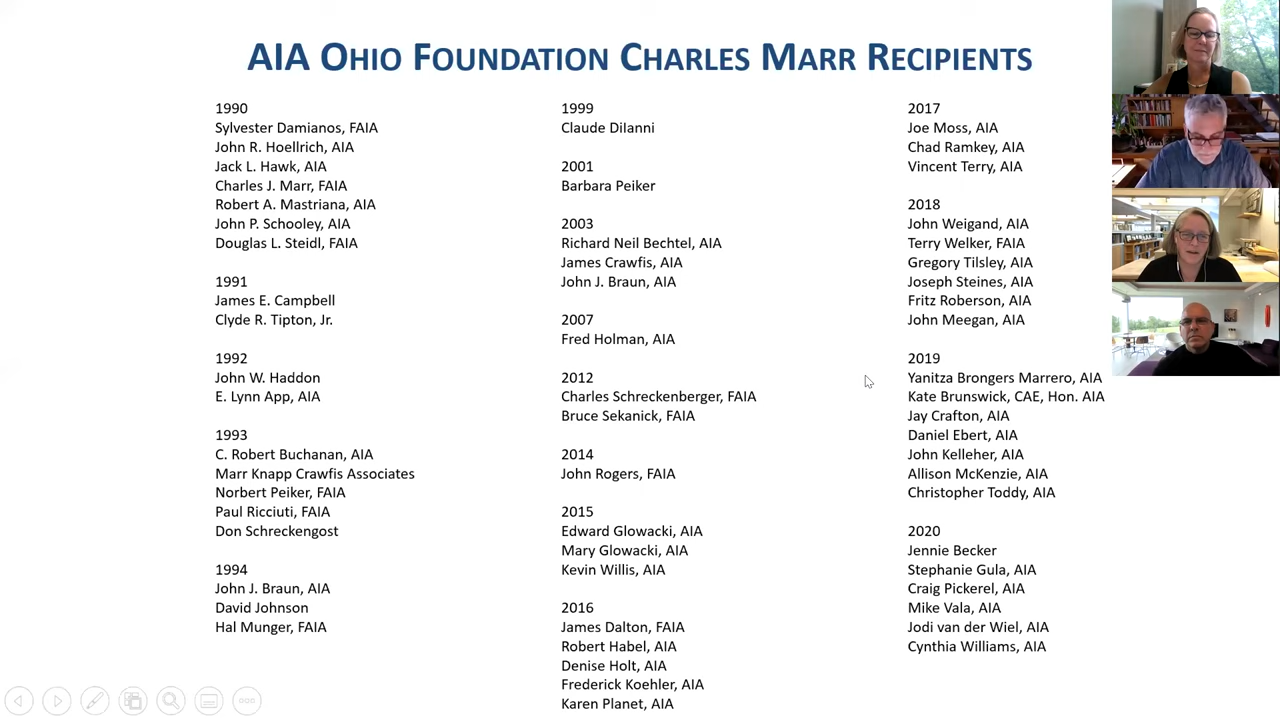 AIA OHIO FOUNDATION CHARLES MARR RECIPIENTS
1990
Sylvester Damianos, FAIA
John R. Hoellrich, AIA
Jack L. Hawk, AIA
Charles J. Marr, FAIA
Robert A. Mastriana, AIA
John P. Schooley, AIA
Douglas L. Steidl, FAIA
1991
James E. Campbell
Clyde R. Tipton, Jr.
1992
John W. Haddon
E. Lynn App, AIA
1993
C. Robert Buchanan, AIA
Marr Knapp Crawfis Associates
Norbert Peiker, FAIA
Paul Ricciuti, FAIA
Don Schreckengost
1994
John J. Braun, AIA
David Johnson
Hal Munger, FAIA
1999
Claude DiIanni
2001
Barbara Peiker
2003
Richard Neil Bechtel, AIA
James Crawfis, AIA
John J. Braun, AIA
2007
Fred Holman, AIA
2012
Charles Schreckenberger, FAIA
Bruce Sekanick, FAIA
2014
John Rogers, FAIA
2015
Edward Glowacki, AIA
Mary Glowacki, AIA
Kevin Willis, AIA
2016
James Dalton, FAIA
Robert Habel, AIA
Denise Holt, AIA
Frederick Koehler, AIA
Karen Planet, AIA
2017
Joe Moss, AIA
Chad Ramkey, AIA
Vincent Terry, AIA
2018
John Weigand, AIA
Terry Welker, FAIA
Gregory Tilsley, AIA
Joseph Steines, AIA
Fritz Roberson, AIA
John Meegan, AIA
2019
Yanitza Brongers Marrero, AIA
Kate Brunswick, CAE, Hon. AIA
Jay Crafton, AIA
Daniel Ebert, AIA
John Kelleher, AIA
Allison McKenzie, AIA
Christopher Toddy, AIA
2020
Jennie Becker
Stephanie Gula, AIA
Craig Pickerel, AIA
Mike Vala, AIA
Jodi van der Wiel, AIA
Cynthia Williams, AIA